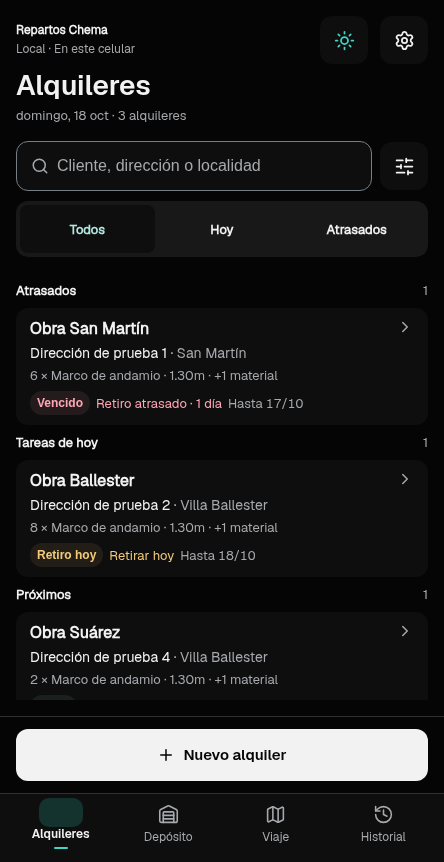 Repartos Chema
Local · En este celular
Alquileres
domingo, 18 oct · 3 alquileres
Cliente, dirección o localidad
Todos
Hoy
Atrasados
Atrasados 1
Obra San Martín
Dirección de prueba 1 · San Martín
6 × Marco de andamio · 1.30m · +1 material
Vencido Retiro atrasado · 1 día Hasta 17/10
Tareas de hoy 1
Obra Ballester
Dirección de prueba 2 · Villa Ballester
8 × Marco de andamio · 1.30m · +1 material
Retiro hoy Retirar hoy Hasta 18/10
Próximos 1
Obra Suárez
Dirección de prueba 4 · Villa Ballester
2 × Marco de andamio · 1.30m · +1 material
Nuevo alquiler
Alquileres
Depósito
Viaje
Historial